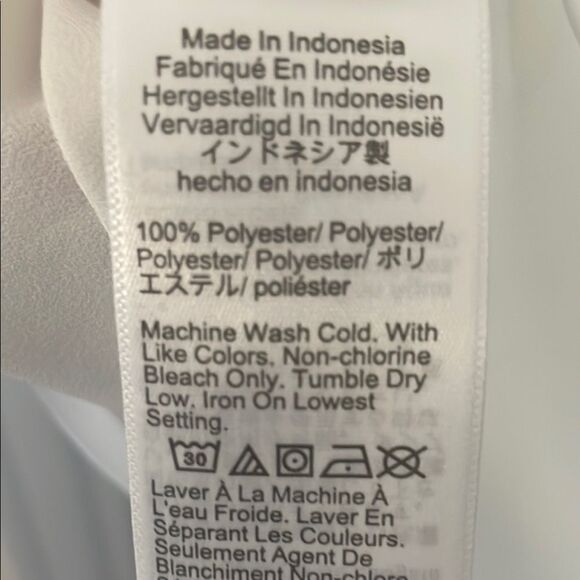 Made In Indonesia
Fabriqué En Indonésie
Hergestellt In Indonesien
Vervaardigd In Indonesië
インドネシア製
hecho en indonesia
100% Polyester/ Polyester/
Polyester/ Polyester/ ポリ
エステル/ poliéster
Machine Wash Cold. With
Like Colors. Non-chlorine
Bleach Only. Tumble Dry
Low. Iron On Lowest
Setting.
30
Laver À La Machine À
L'eau Froide. Laver En
Séparant Les Couleurs.
Seulement Agent De
Blanchiment Non-chlore